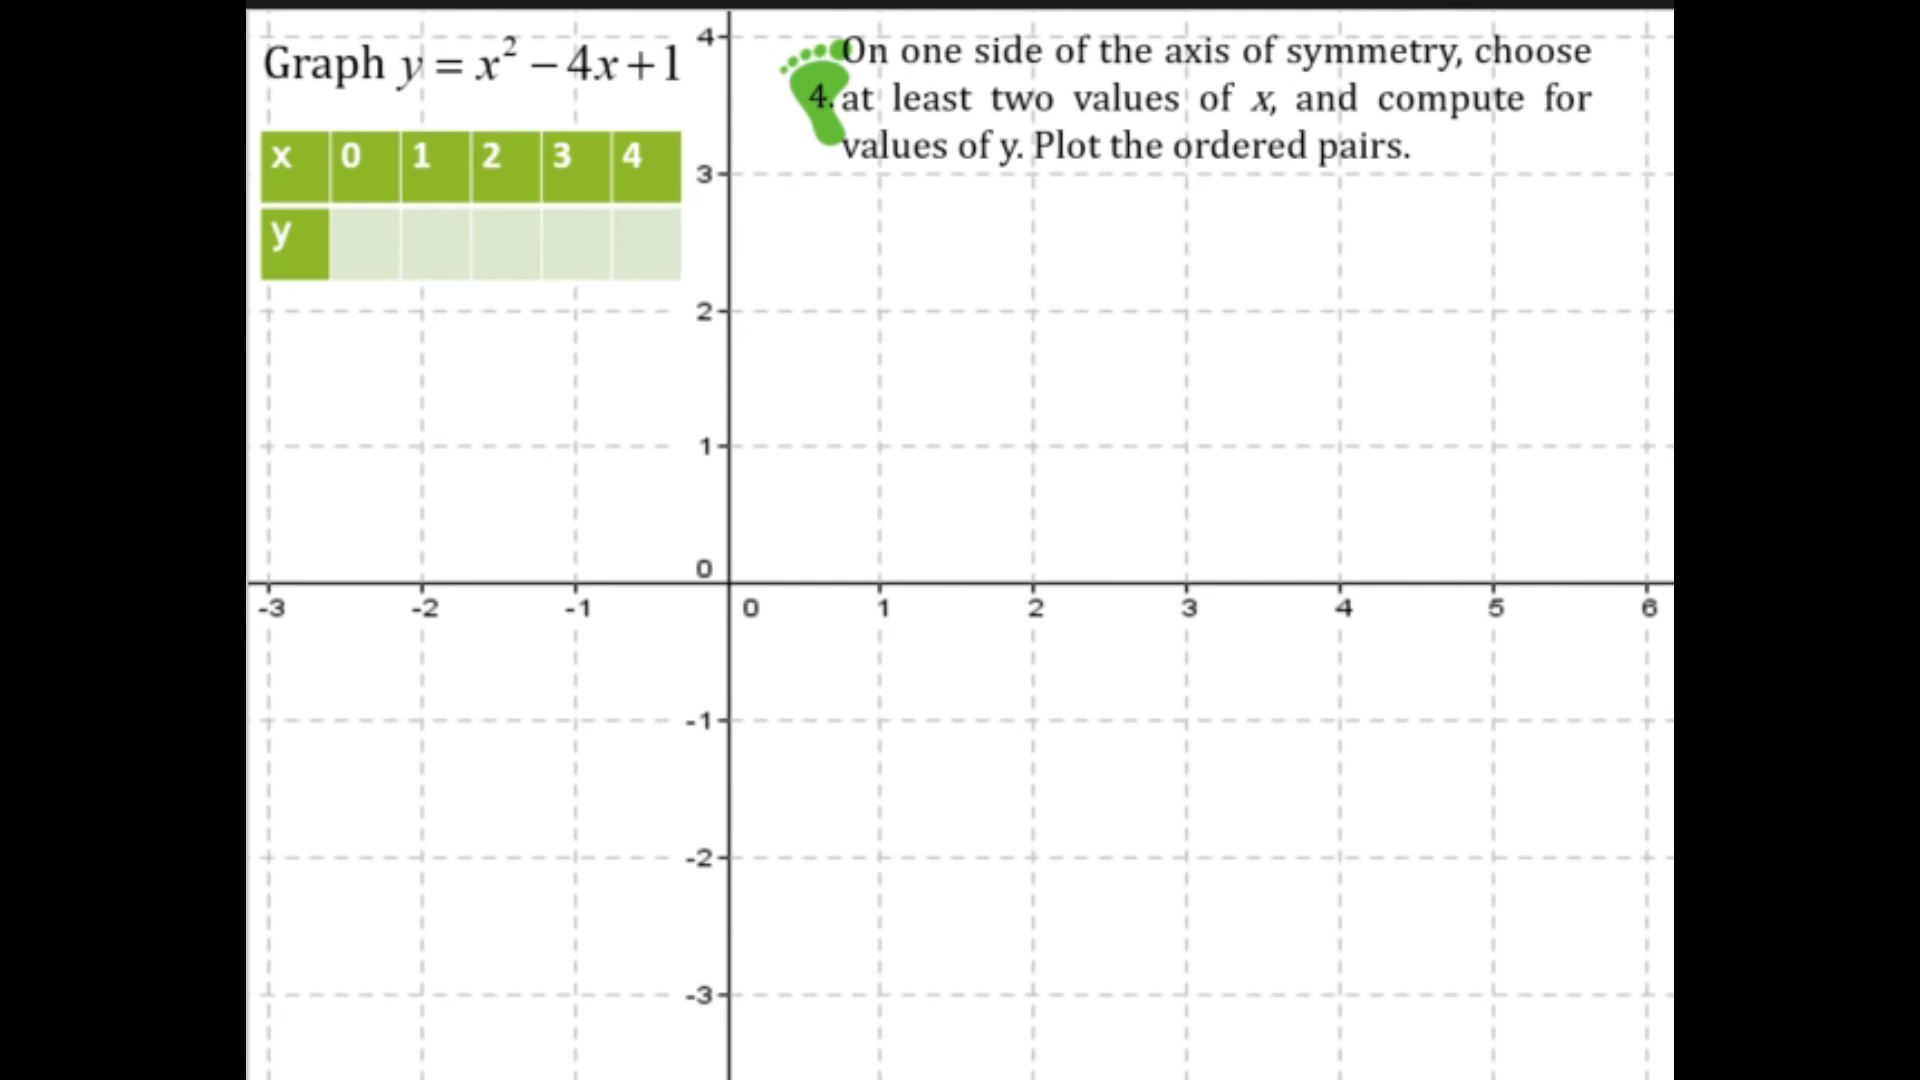 Graph y = x² – 4x+1
4. On one side of the axis of symmetry, choose
at least two values of x, and compute for
values of y. Plot the ordered pairs.
x 0 1 2 3 4
y
4
3
2
1
0
-3 -2 -1 0 1 2 3 4 5 6
-1
-2
-3